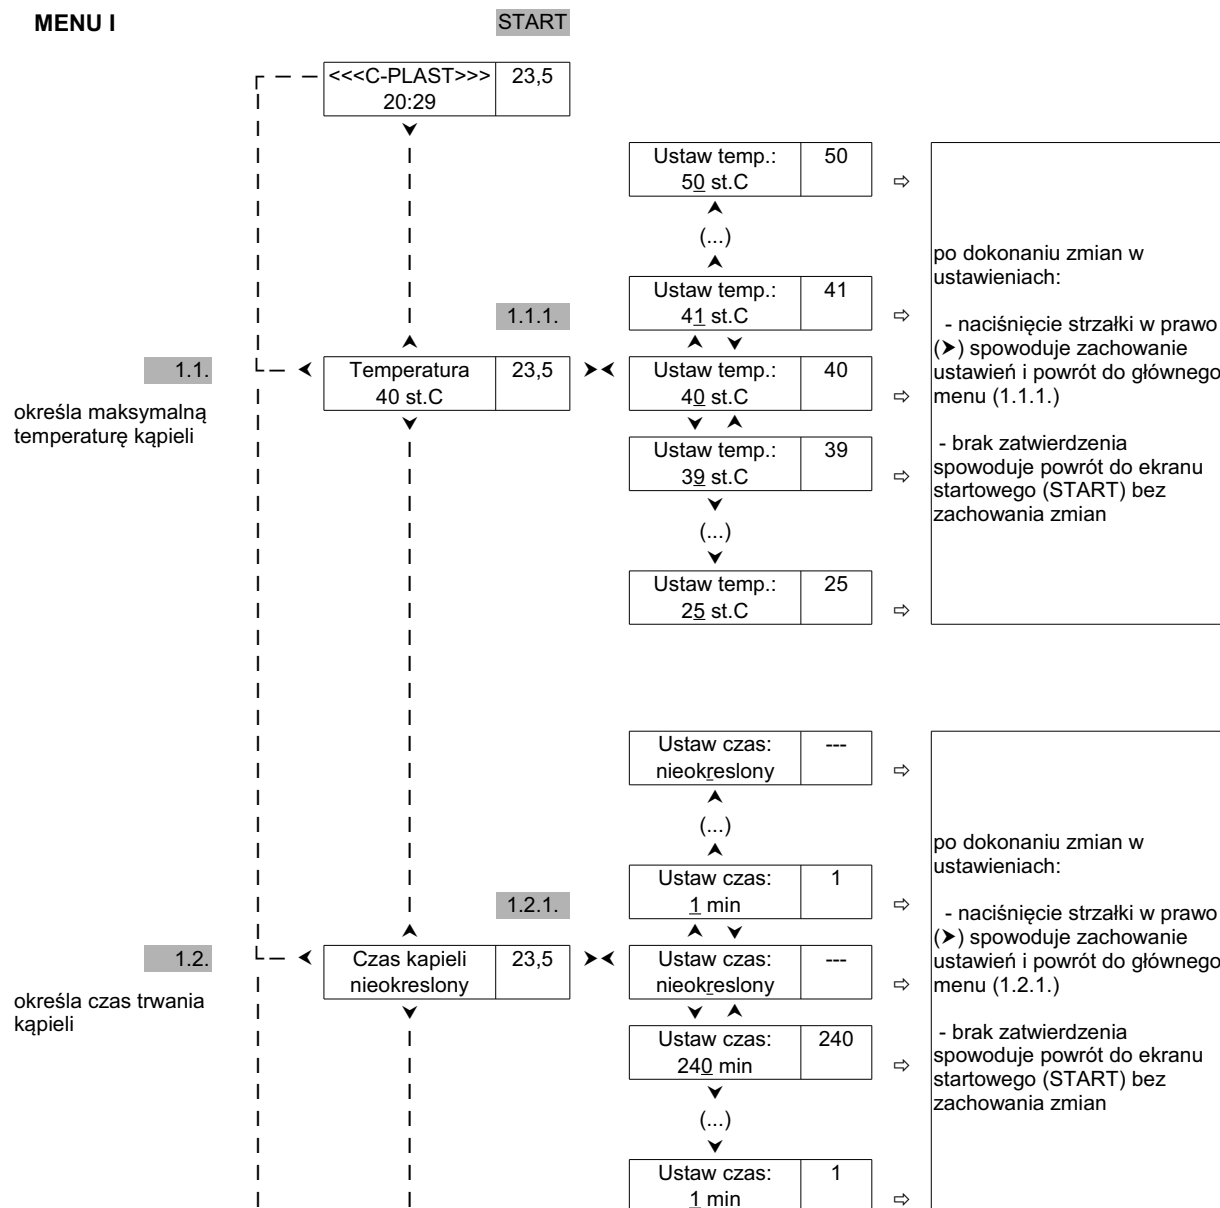 MENU I
START
<<<C-PLAST>>> 23,5
20:29
Ustaw temp.: 50
50 st.C
(...)
Ustaw temp.: 41
41 st.C
1.1.1.
1.1.
określa maksymalną
temperaturę kąpieli
Temperatura 23,5
40 st.C
Ustaw temp.: 40
40 st.C
Ustaw temp.: 39
39 st.C
(...)
Ustaw temp.: 25
25 st.C
po dokonaniu zmian w
ustawieniach:
- naciśnięcie strzałki w prawo
(➤) spowoduje zachowanie
ustawień i powrót do głównego
menu (1.1.1.)
- brak zatwierdzenia
spowoduje powrót do ekranu
startowego (START) bez
zachowania zmian
Ustaw czas: ---
nieokreslony
(...)
Ustaw czas: 1
1 min
1.2.1.
1.2.
określa czas trwania
kąpieli
Czas kapieli 23,5
nieokreslony
Ustaw czas: ---
nieokreslony
Ustaw czas: 240
240 min
(...)
Ustaw czas: 1
1 min
po dokonaniu zmian w
ustawieniach:
- naciśnięcie strzałki w prawo
(➤) spowoduje zachowanie
ustawień i powrót do głównego
menu (1.2.1.)
- brak zatwierdzenia
spowoduje powrót do ekranu
startowego (START) bez
zachowania zmian